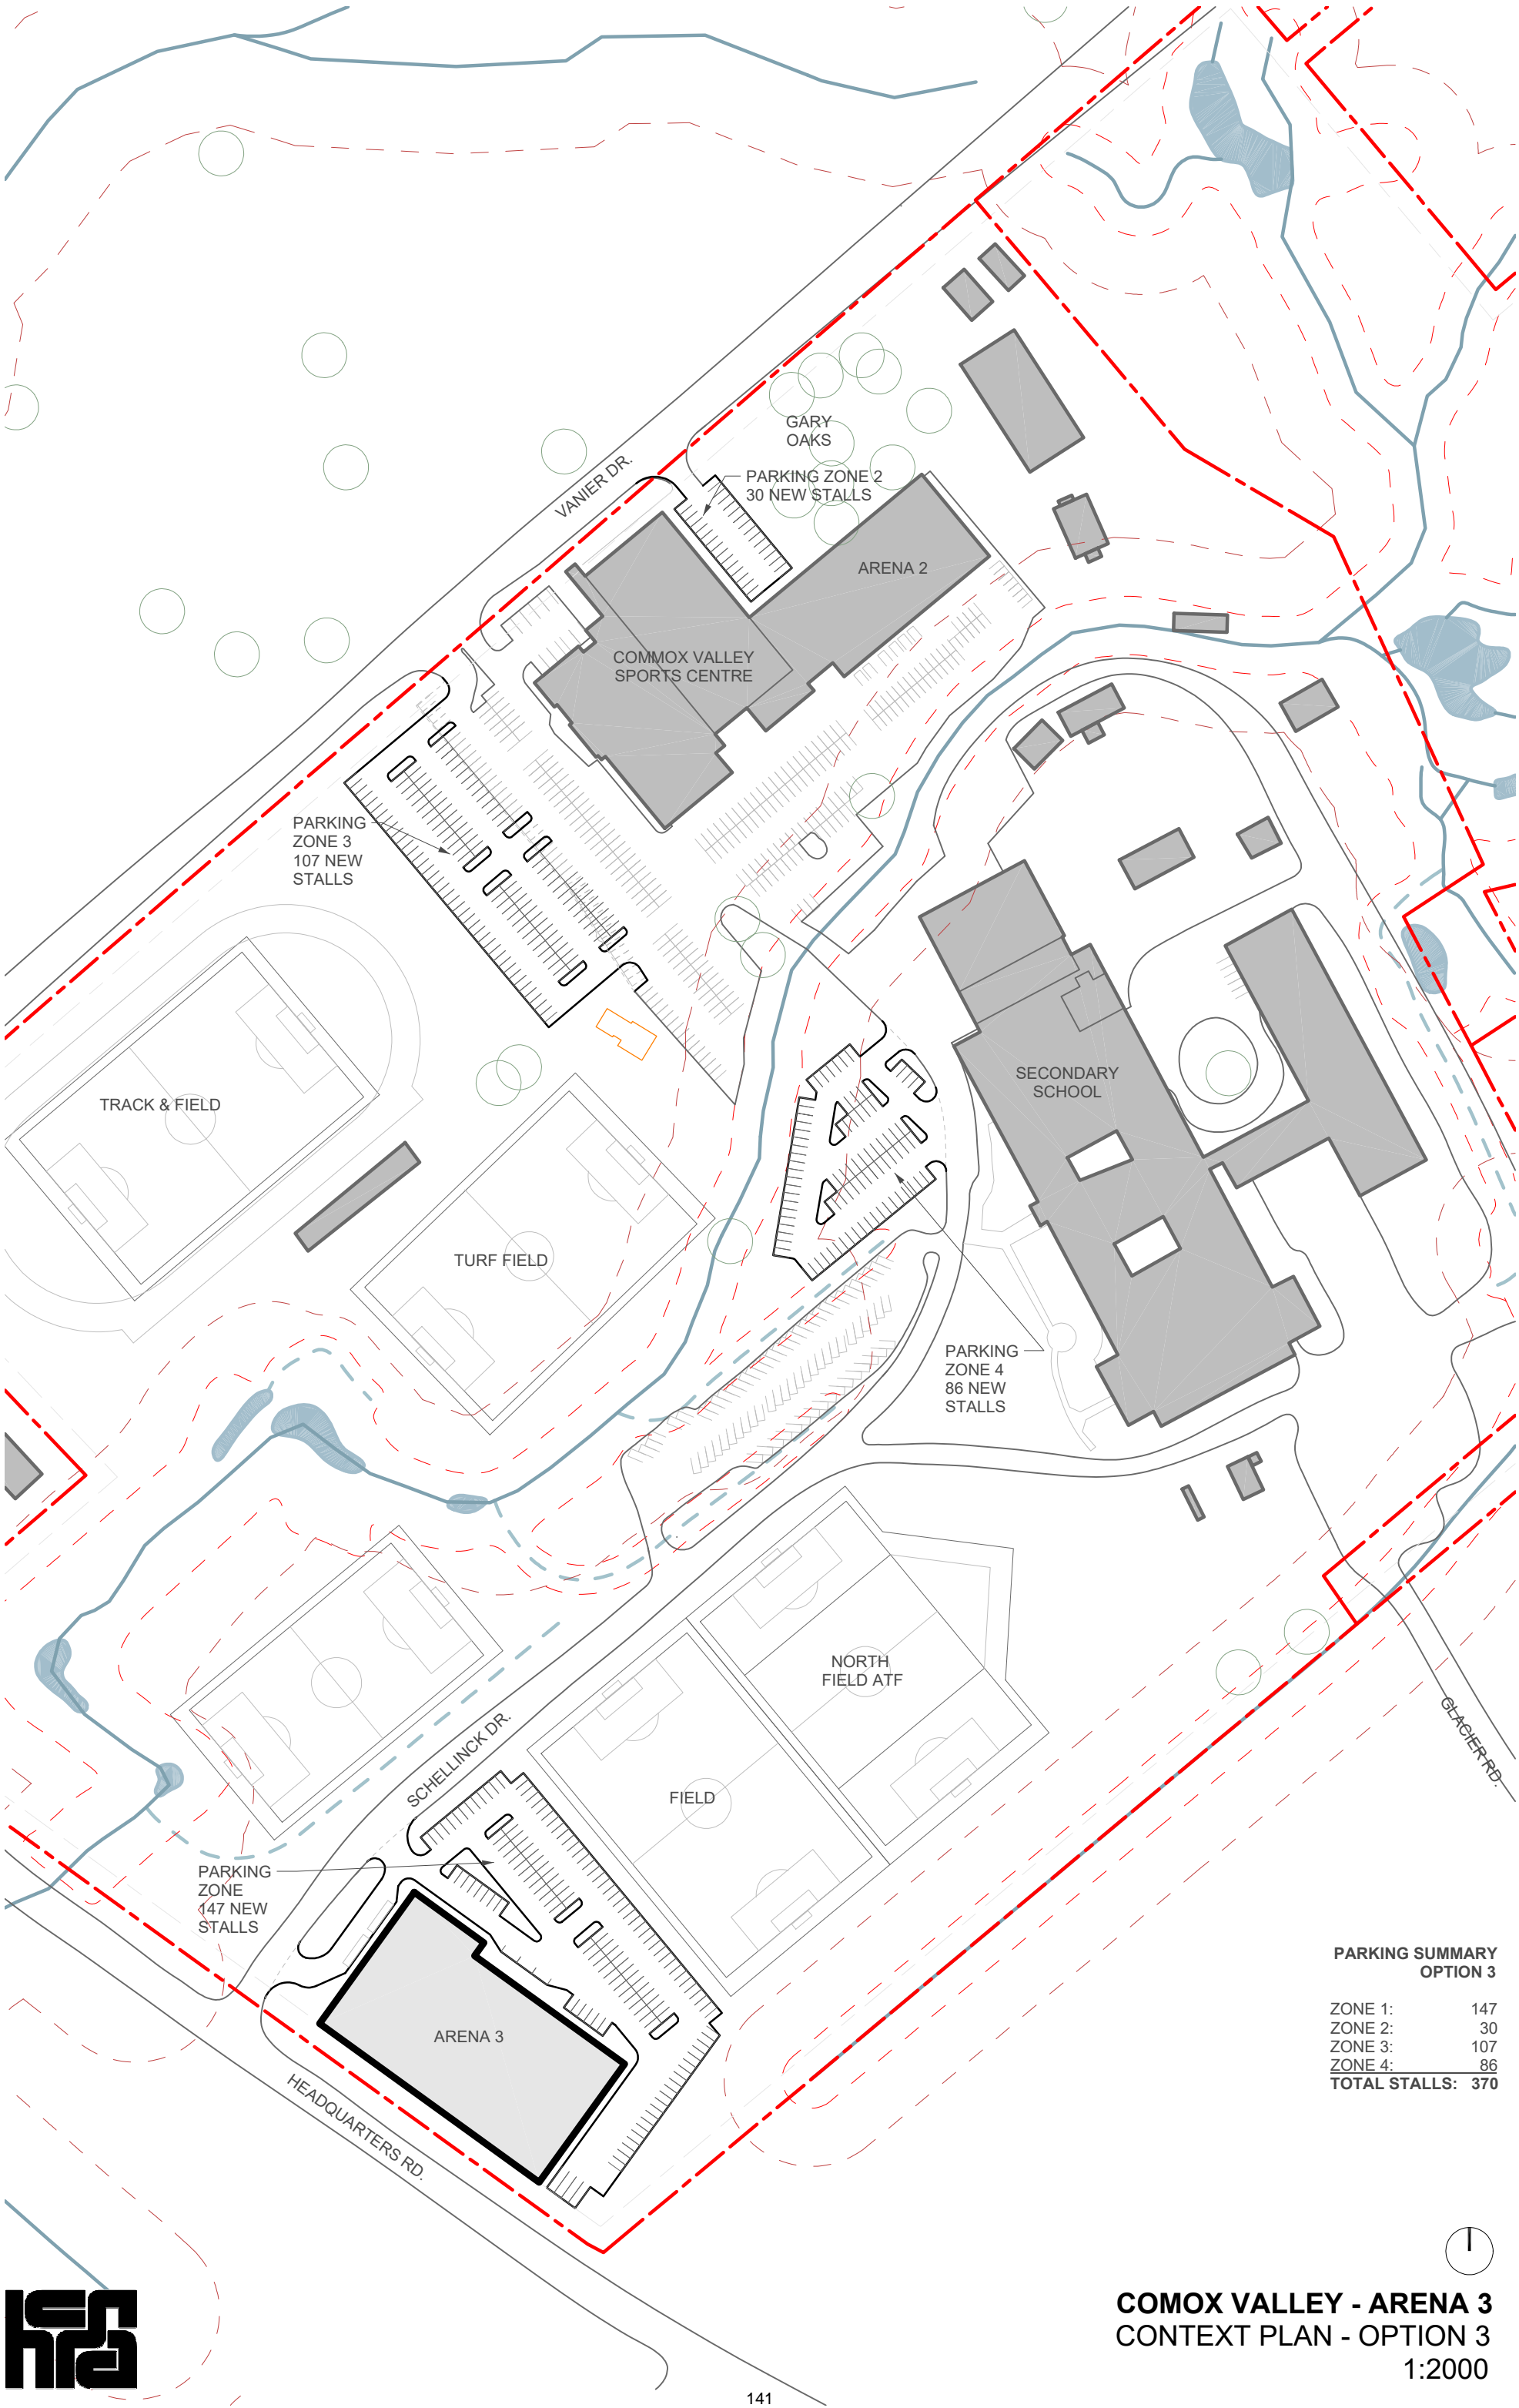 GARY
OAKS
VANIER DR.
PARKING ZONE 2
30 NEW STALLS
ARENA 2
COMMOX VALLEY
SPORTS CENTRE
PARKING
ZONE 3
107 NEW
STALLS
TRACK & FIELD
SECONDARY
SCHOOL
TURF FIELD
PARKING
ZONE 4
86 NEW
STALLS
NORTH
FIELD ATF
GLACIER RD.
SCHELLINCK DR.
FIELD
PARKING
ZONE
147 NEW
STALLS
ARENA 3
HEADQUARTERS RD.
PARKING SUMMARY
OPTION 3
ZONE 1: 147
ZONE 2: 30
ZONE 3: 107
ZONE 4: 86
TOTAL STALLS: 370
COMOX VALLEY - ARENA 3
CONTEXT PLAN - OPTION 3
1:2000
141